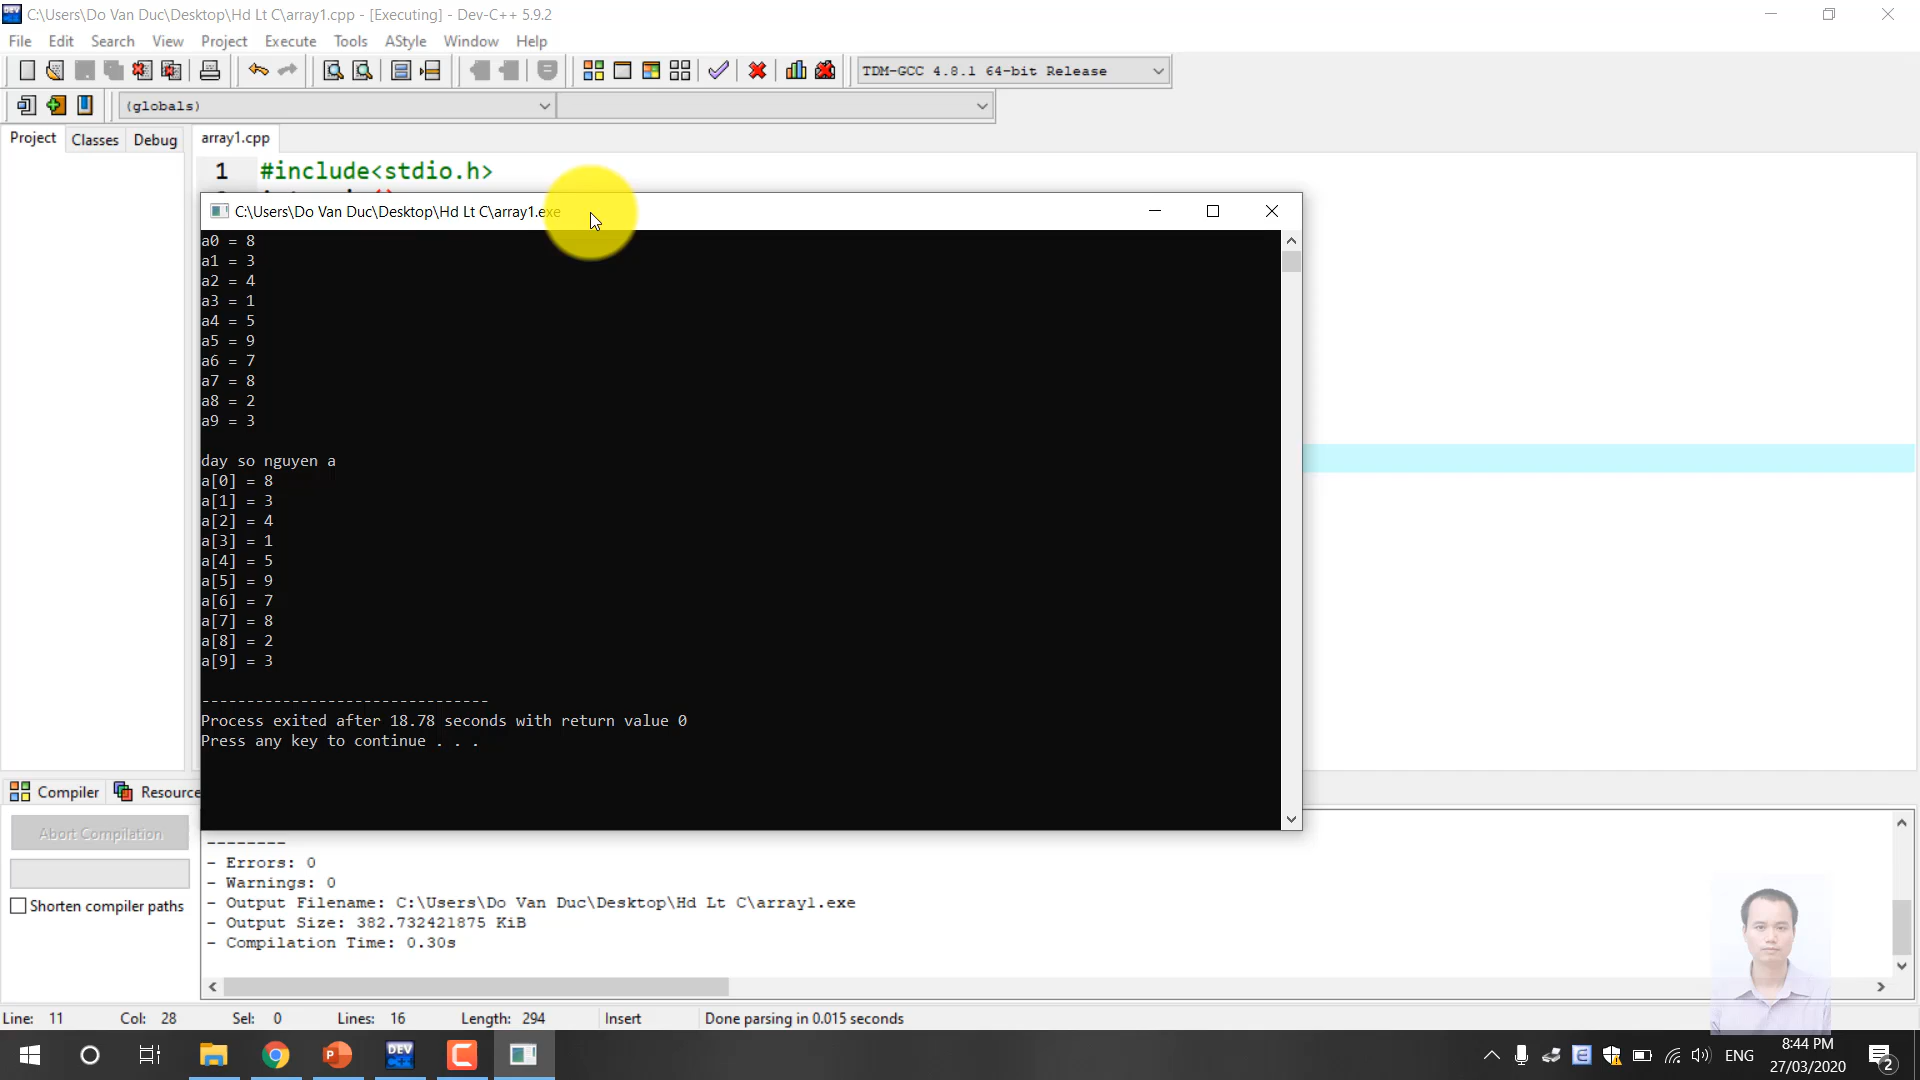 C:\Users\Do Van Duc\Desktop\Hd Lt C\array1.cpp - [Executing] - Dev-C++ 5.9.2
File Edit Search View Project Execute Tools AStyle Window Help
TDM-GCC 4.8.1 64-bit Release
(globals)
Project Classes Debug array1.cpp
1 #include<stdio.h>
C:\Users\Do Van Duc\Desktop\Hd Lt C\array1.exe
a0 = 8
a1 = 3
a2 = 4
a3 = 1
a4 = 5
a5 = 9
a6 = 7
a7 = 8
a8 = 2
a9 = 3
day so nguyen a
a[0] = 8
a[1] = 3
a[2] = 4
a[3] = 1
a[4] = 5
a[5] = 9
a[6] = 7
a[7] = 8
a[8] = 2
a[9] = 3
--------------------------------
Process exited after 18.78 seconds with return value 0
Press any key to continue . . .
Compiler Resource
Abort Compilation
Shorten compiler paths
--------
- Errors: 0
- Warnings: 0
- Output Filename: C:\Users\Do Van Duc\Desktop\Hd Lt C\array1.exe
- Output Size: 382.732421875 KiB
- Compilation Time: 0.30s
Line: 11 Col: 28 Sel: 0 Lines: 16 Length: 294 Insert Done parsing in 0.015 seconds
DEV
ENG
8:44 PM
27/03/2020
2